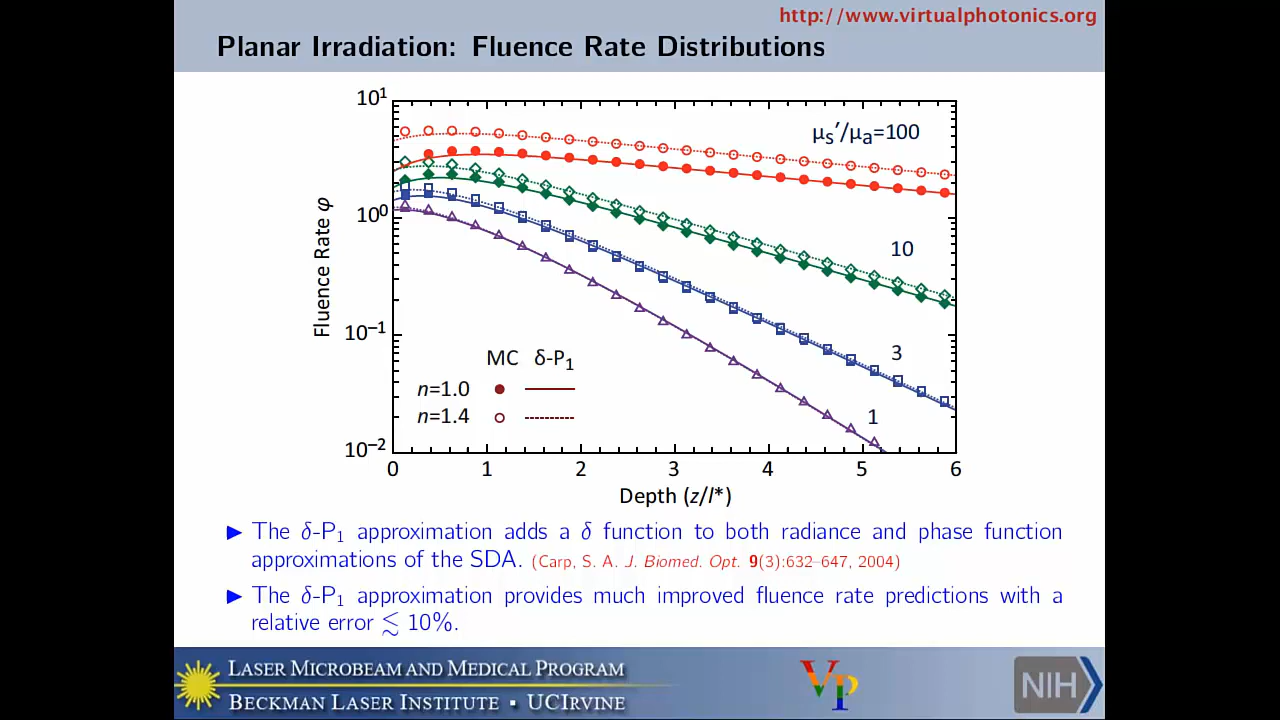 http://www.virtualphotonics.org
Planar Irradiation: Fluence Rate Distributions
10¹
μs′/μa=100
10⁰
10
Fluence Rate φ
10⁻¹
3
MC δ-P₁
n=1.0
n=1.4
1
10⁻²
0 1 2 3 4 5 6
Depth (z/l*)
▶ The δ-P₁ approximation adds a δ function to both radiance and phase function
approximations of the SDA. (Carp, S. A. J. Biomed. Opt. 9(3):632–647, 2004)
▶ The δ-P₁ approximation provides much improved fluence rate predictions with a
relative error ≲ 10%.
LASER MICROBEAM AND MEDICAL PROGRAM
BECKMAN LASER INSTITUTE ▪ UCIRVINE
VP
NIH